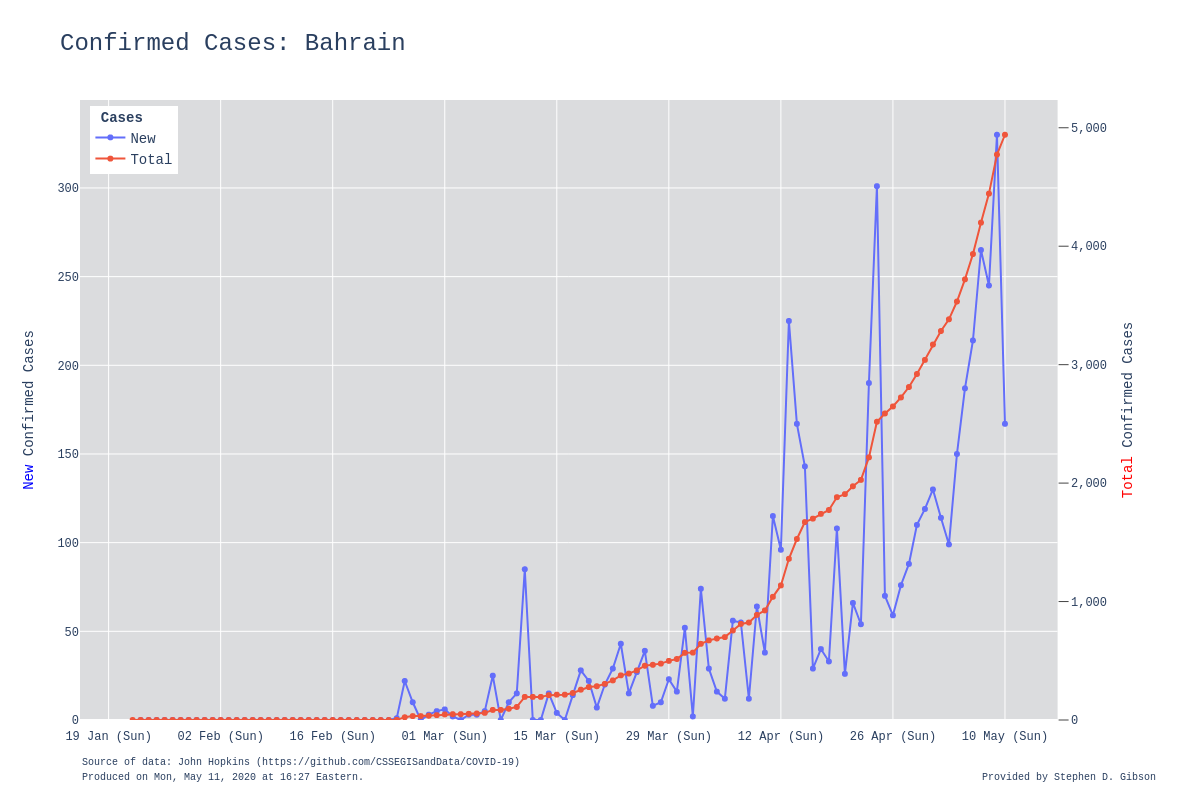 Confirmed Cases: Bahrain
Cases
New
Total
300
250
200
150
100
50
0
5,000
4,000
3,000
2,000
1,000
0
New Confirmed Cases
Total Confirmed Cases
19 Jan (Sun)
02 Feb (Sun)
16 Feb (Sun)
01 Mar (Sun)
15 Mar (Sun)
29 Mar (Sun)
12 Apr (Sun)
26 Apr (Sun)
10 May (Sun)
Source of data: John Hopkins (https://github.com/CSSEGISandData/COVID-19)
Produced on Mon, May 11, 2020 at 16:27 Eastern.
Provided by Stephen D. Gibson